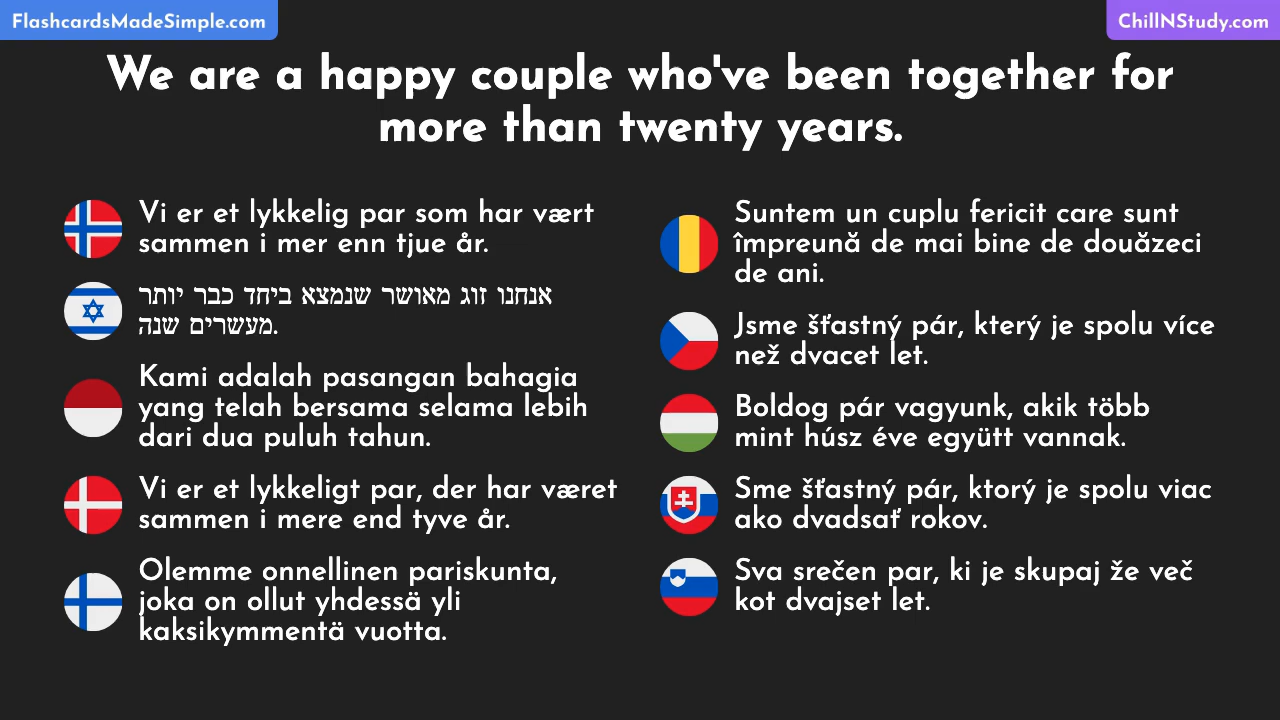 FlashcardsMadeSimple.com
ChillNStudy.com
We are a happy couple who've been together for
more than twenty years.
Vi er et lykkelig par som har vært
sammen i mer enn tjue år.
אנחנו זוג מאושר שנמצא ביחד כבר יותר
מעשרים שנה.
Kami adalah pasangan bahagia
yang telah bersama selama lebih
dari dua puluh tahun.
Vi er et lykkeligt par, der har været
sammen i mere end tyve år.
Olemme onnellinen pariskunta,
joka on ollut yhdessä yli
kaksikymmentä vuotta.
Suntem un cuplu fericit care sunt
împreună de mai bine de douăzeci
de ani.
Jsme šťastný pár, který je spolu více
než dvacet let.
Boldog pár vagyunk, akik több
mint húsz éve együtt vannak.
Sme šťastný pár, ktorý je spolu viac
ako dvadsať rokov.
Sva srečen par, ki je skupaj že več
kot dvajset let.